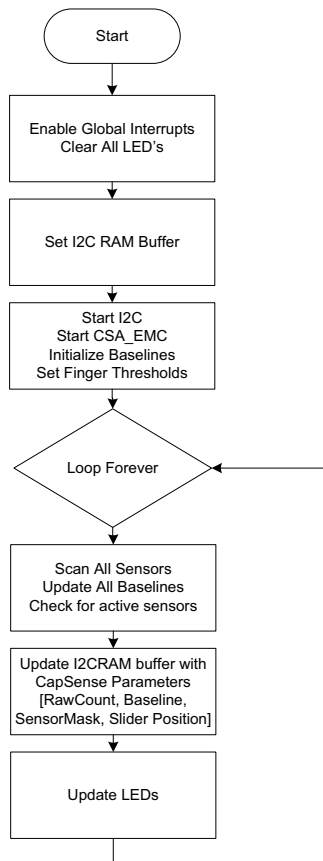 Start
Enable Global Interrupts
Clear All LED's
Set I2C RAM Buffer
Start I2C
Start CSA_EMC
Initialize Baselines
Set Finger Thresholds
Loop Forever
Scan All Sensors
Update All Baselines
Check for active sensors
Update I2CRAM buffer with
CapSense Parameters
[RawCount, Baseline,
SensorMask, Slider Position]
Update LEDs